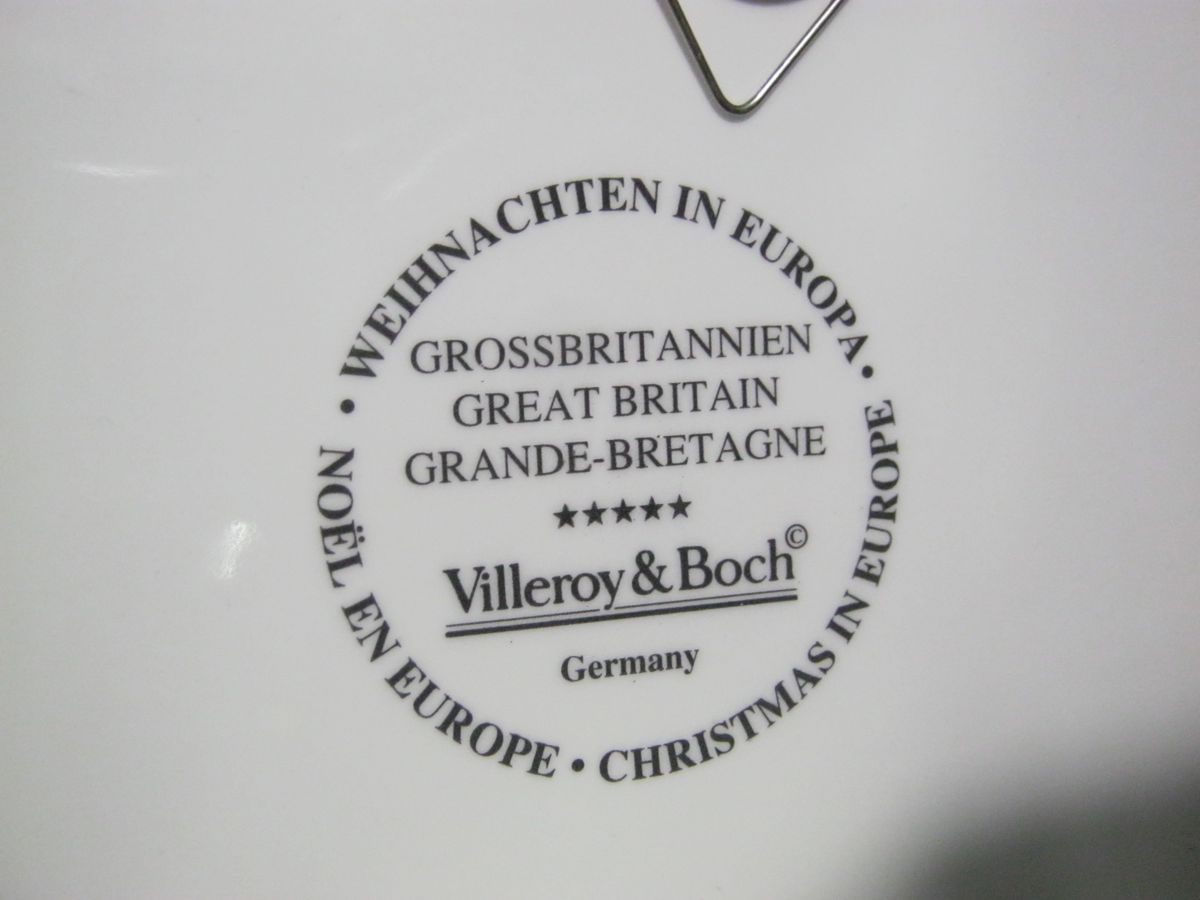 • WEIHNACHTEN IN EUROPA •
GROSSBRITANNIEN
GREAT BRITAIN
GRANDE-BRETAGNE
★★★★★
Villeroy & Boch©
Germany
NOËL EN EUROPE • CHRISTMAS IN EUROPE